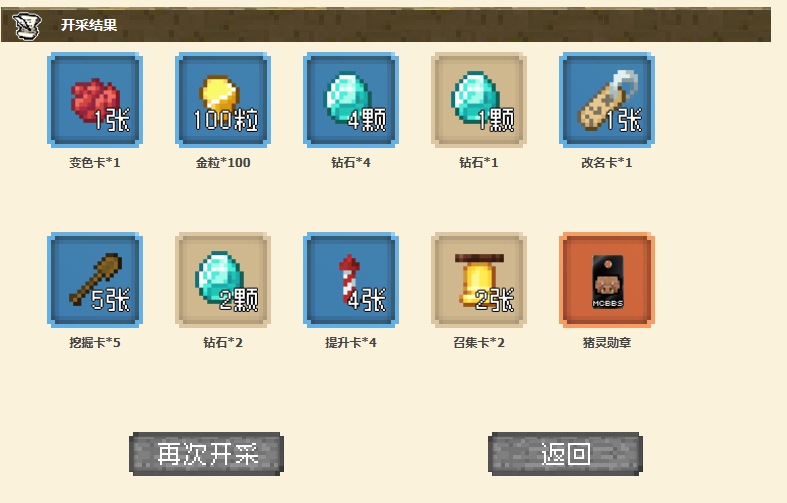 开采结果
1张
100粒
4颗
1颗
1张
变色卡*1
金粒*100
钻石*4
钻石*1
改名卡*1
5张
2颗
4张
2张
MCBBS
挖掘卡*5
钻石*2
提升卡*4
召集卡*2
猪灵勋章
再次开采
返回